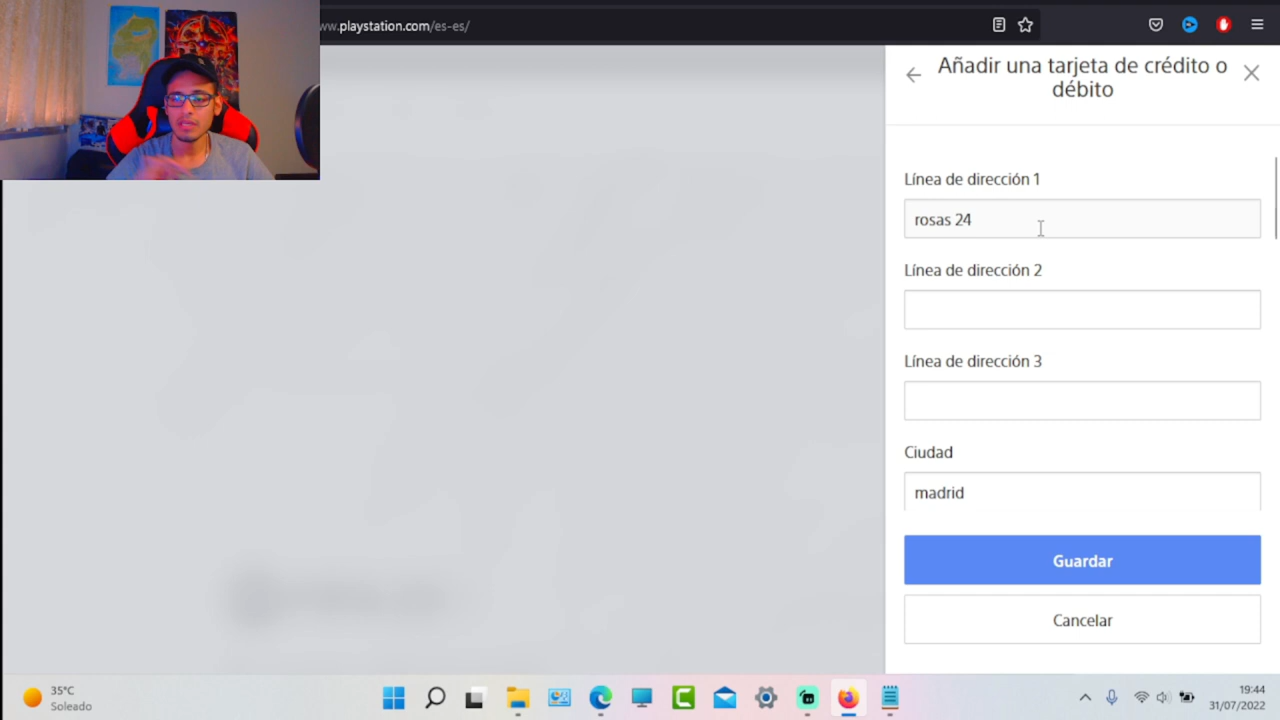 ww.playstation.com/es-es/
Añadir una tarjeta de crédito o
débito
Línea de dirección 1
rosas 24
Línea de dirección 2
Línea de dirección 3
Ciudad
madrid
Guardar
Cancelar
35°C
Soleado
19:44
31/07/2022